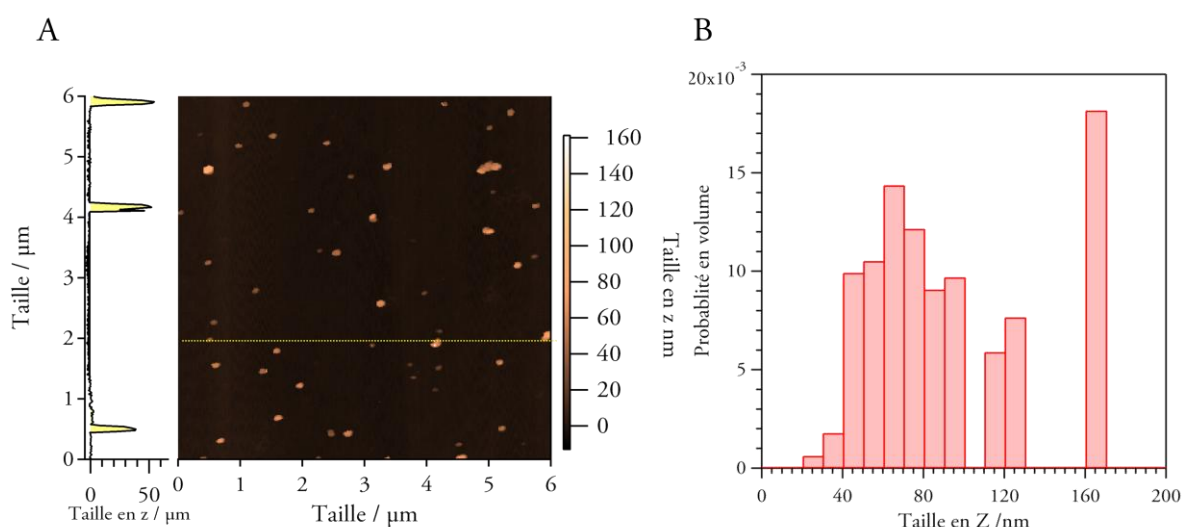 A
6
5
4
3
2
1
0
Taille / µm
0 50
Taille en z / µm
0 1 2 3 4 5 6
Taille / µm
160
140
120
100
80
60
40
20
0
Taille en z nm
B
20x10⁻³
15
10
5
0
Probablité en volume
0 40 80 120 160 200
Taille en Z /nm